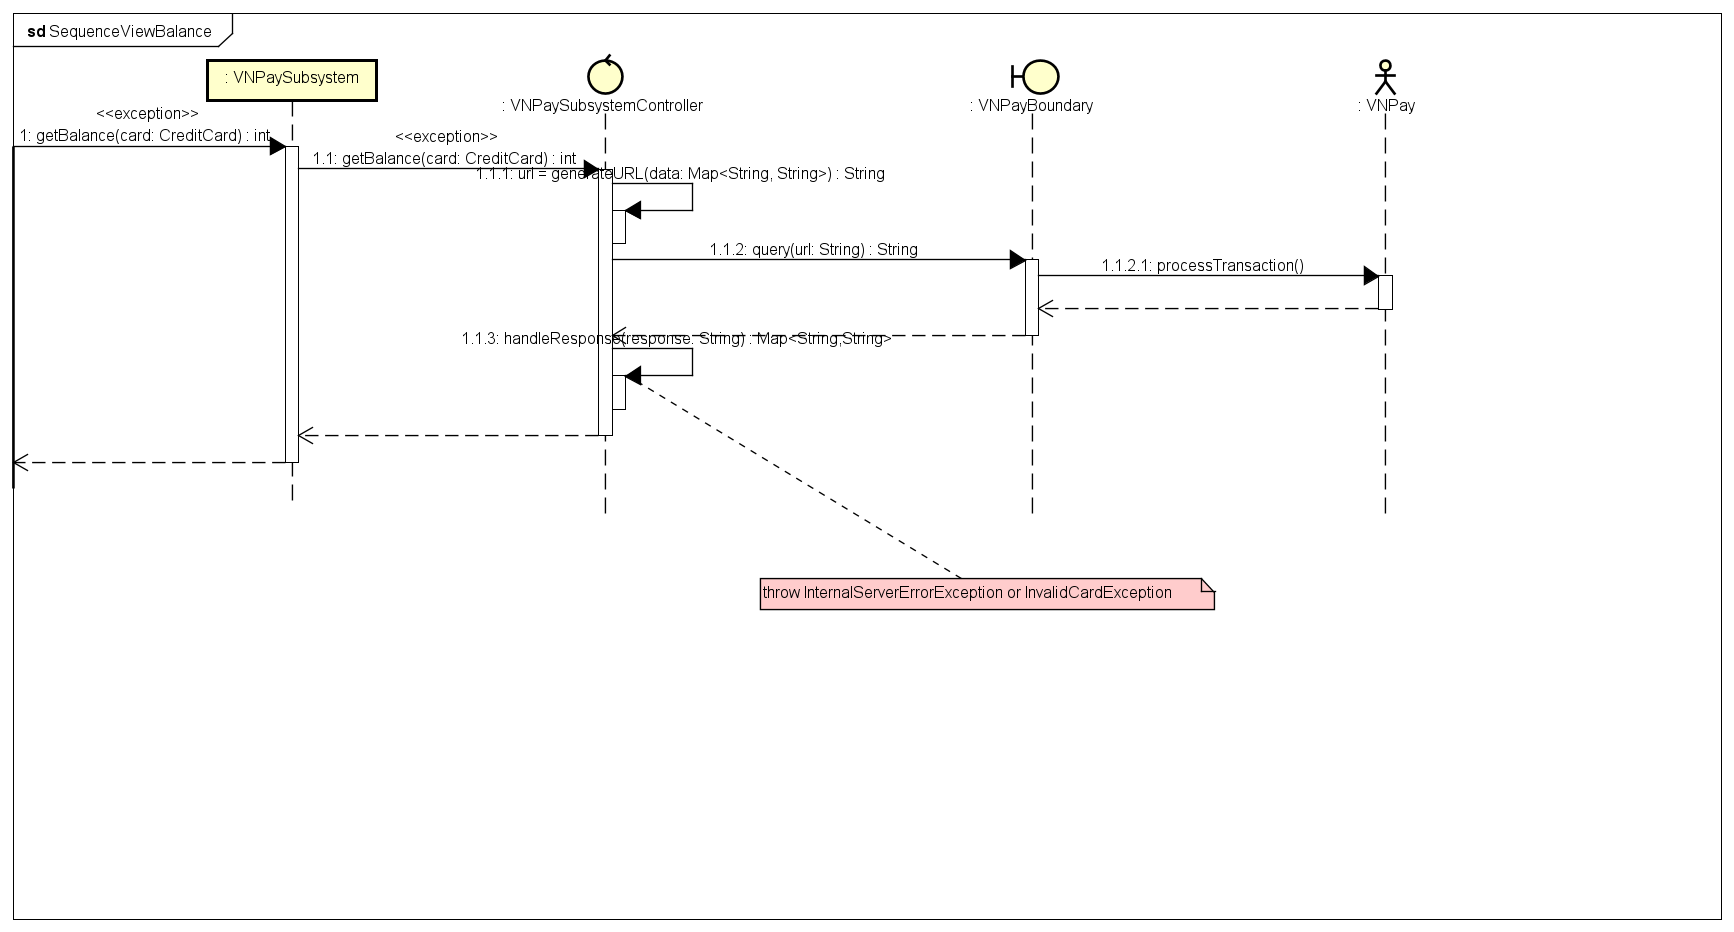 sd SequenceViewBalance
: VNPaySubsystem
: VNPaySubsystemController
: VNPayBoundary
: VNPay
<<exception>>
1: getBalance(card: CreditCard) : int
<<exception>>
1.1: getBalance(card: CreditCard) : int
1.1.1: url = generateURL(data: Map<String, String>) : String
1.1.2: query(url: String) : String
1.1.2.1: processTransaction()
1.1.3: handleResponse(response: String) : Map<String,String>
throw InternalServerErrorException or InvalidCardException